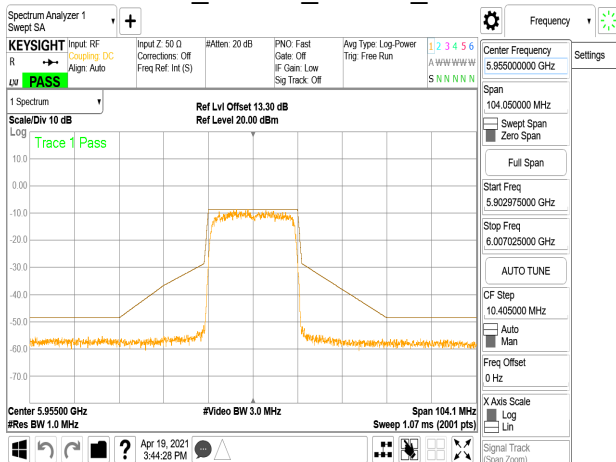 Spectrum Analyzer 1
Swept SA
Frequency
KEYSIGHT
R
LXI
PASS
Input: RF
Coupling: DC
Align: Auto
Input Z: 50 Ω
Corrections: Off
Freq Ref: Int (S)
#Atten: 20 dB
PNO: Fast
Gate: Off
IF Gain: Low
Sig Track: Off
Avg Type: Log-Power
Trig: Free Run
1 2 3 4 5 6
A W W W W W
S N N N N N
1 Spectrum
Scale/Div 10 dB
Ref Lvl Offset 13.30 dB
Ref Level 20.00 dBm
Log
Trace 1 Pass
10.0
0.00
-10.0
-20.0
-30.0
-40.0
-50.0
-60.0
-70.0
Center 5.95500 GHz
#Res BW 1.0 MHz
#Video BW 3.0 MHz
Span 104.1 MHz
Sweep 1.07 ms (2001 pts)
Apr 19, 2021
3:44:28 PM
?
Center Frequency
5.955000000 GHz
Settings
Span
104.050000 MHz
Swept Span
Zero Span
Full Span
Start Freq
5.902975000 GHz
Stop Freq
6.007025000 GHz
AUTO TUNE
CF Step
10.405000 MHz
Auto
Man
Freq Offset
0 Hz
X Axis Scale
Log
Lin
Signal Track
(Span Zoom)